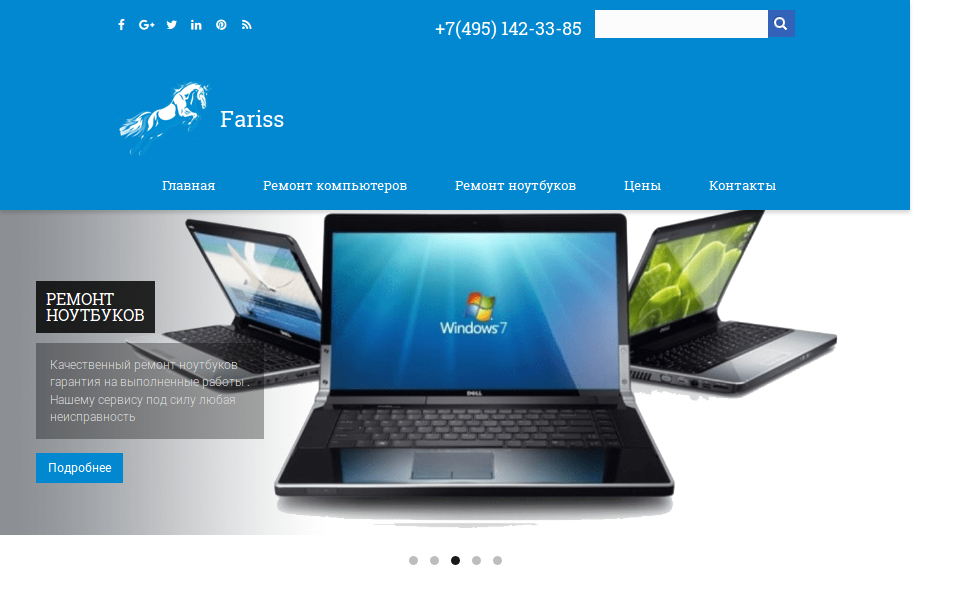 +7(495) 142-33-85
Fariss
Главная Ремонт компьютеров Ремонт ноутбуков Цены Контакты
РЕМОНТ
НОУТБУКОВ
Качественный ремонт ноутбуков
гарантия на выполненные работы .
Нашему сервису под силу любая
неисправность
Подробнее
Windows 7
DELL